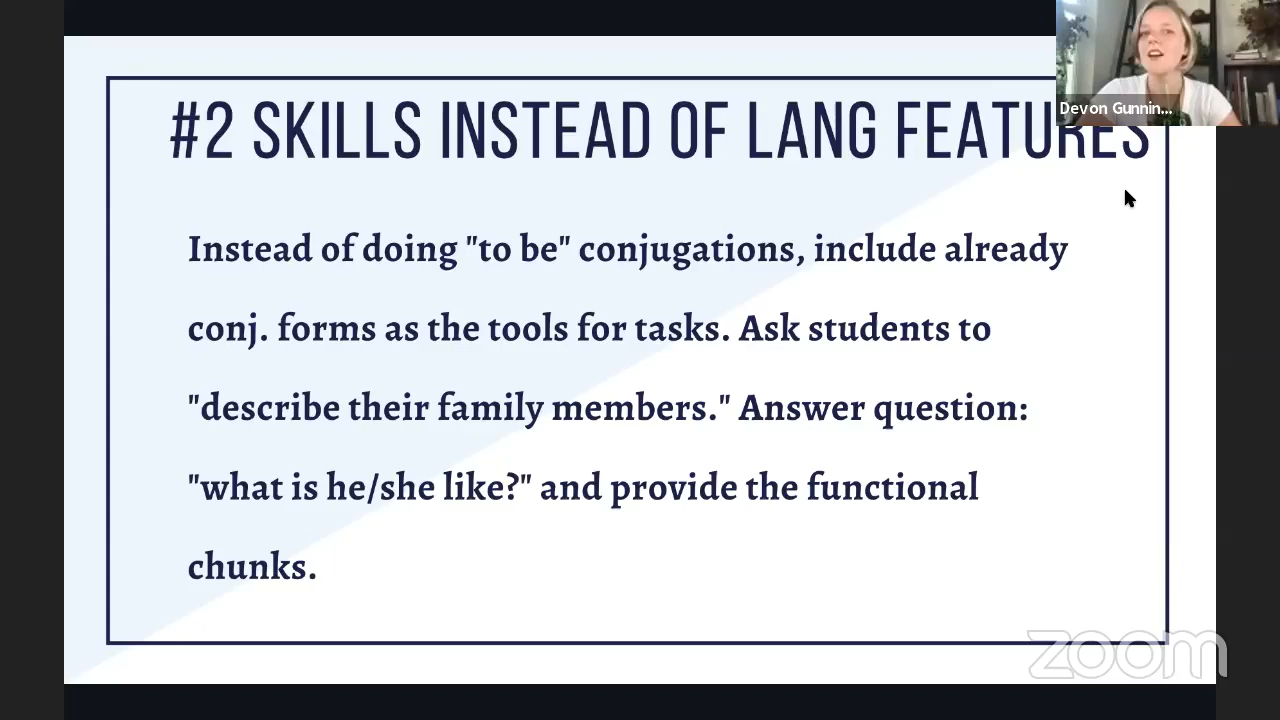 Devon Gunnin...
#2 SKILLS INSTEAD OF LANG FEATURES
Instead of doing "to be" conjugations, include already
conj. forms as the tools for tasks. Ask students to
"describe their family members." Answer question:
"what is he/she like?" and provide the functional
chunks.
zoom